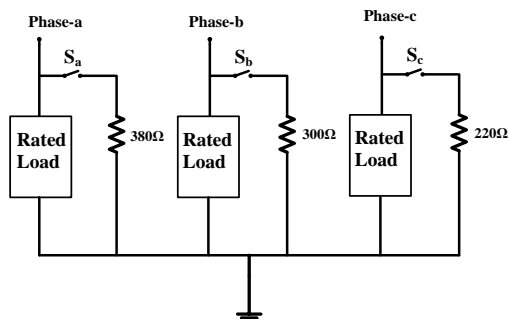 Phase-a
Phase-b
Phase-c
Sa
Sb
Sc
Rated
Load
380Ω
Rated
Load
300Ω
Rated
Load
220Ω